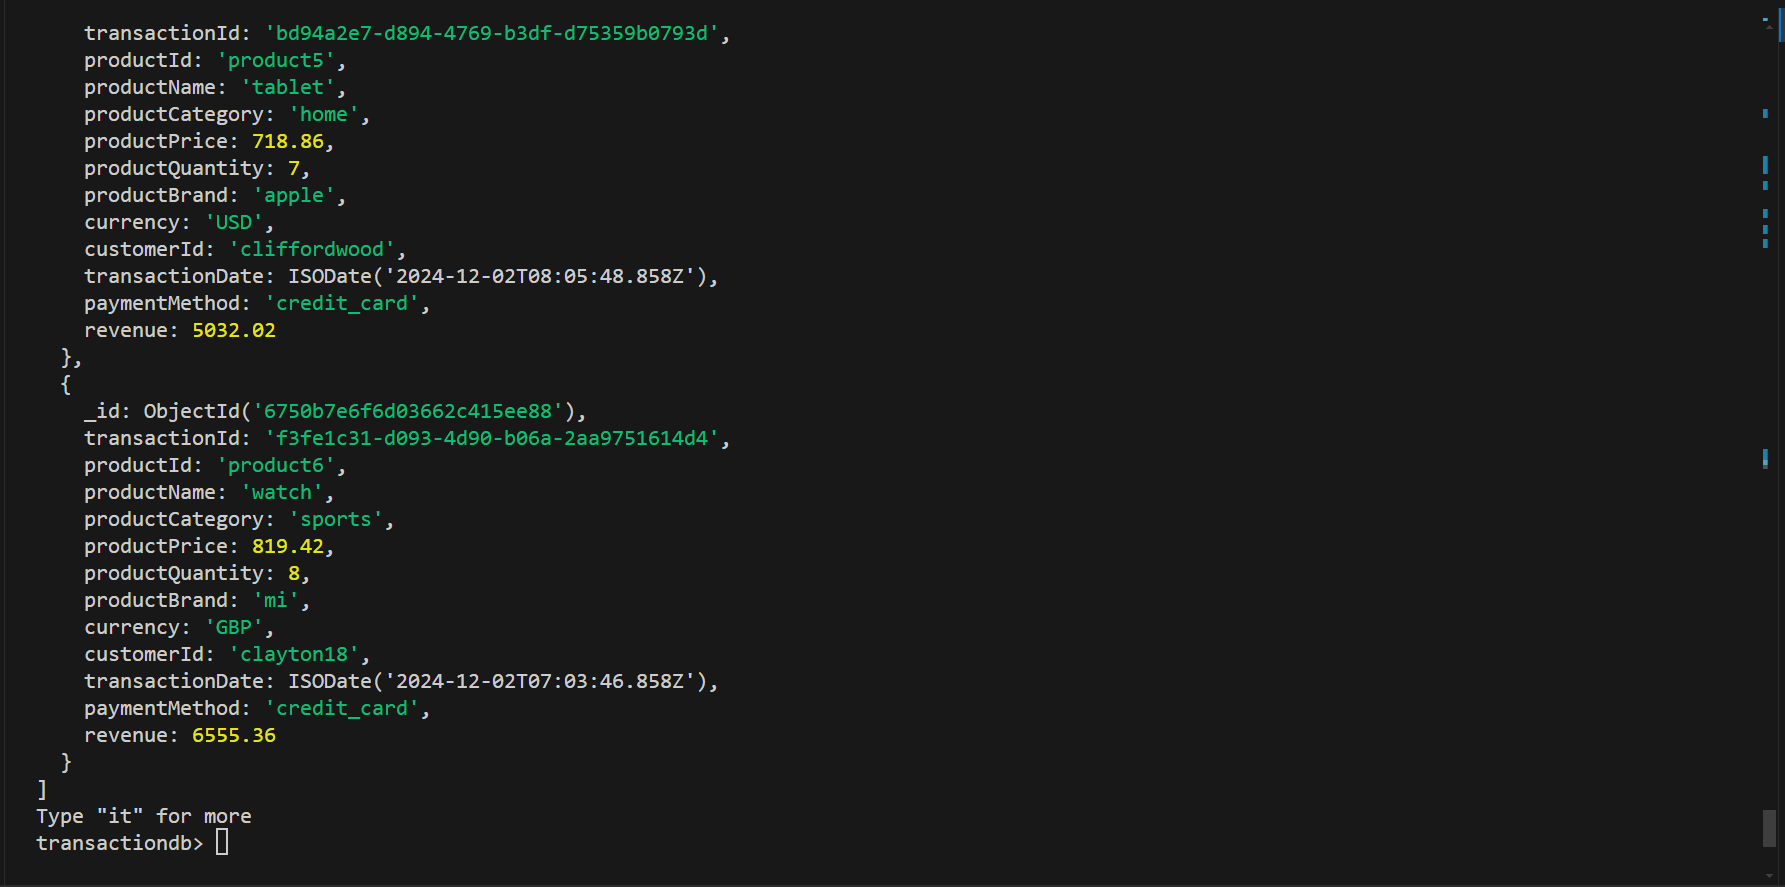 transactionId: 'bd94a2e7-d894-4769-b3df-d75359b0793d',
productId: 'product5',
productName: 'tablet',
productCategory: 'home',
productPrice: 718.86,
productQuantity: 7,
productBrand: 'apple',
currency: 'USD',
customerId: 'cliffordwood',
transactionDate: ISODate('2024-12-02T08:05:48.858Z'),
paymentMethod: 'credit_card',
revenue: 5032.02
},
{
_id: ObjectId('6750b7e6f6d03662c415ee88'),
transactionId: 'f3fe1c31-d093-4d90-b06a-2aa9751614d4',
productId: 'product6',
productName: 'watch',
productCategory: 'sports',
productPrice: 819.42,
productQuantity: 8,
productBrand: 'mi',
currency: 'GBP',
customerId: 'clayton18',
transactionDate: ISODate('2024-12-02T07:03:46.858Z'),
paymentMethod: 'credit_card',
revenue: 6555.36
}
]
Type "it" for more
transactiondb>